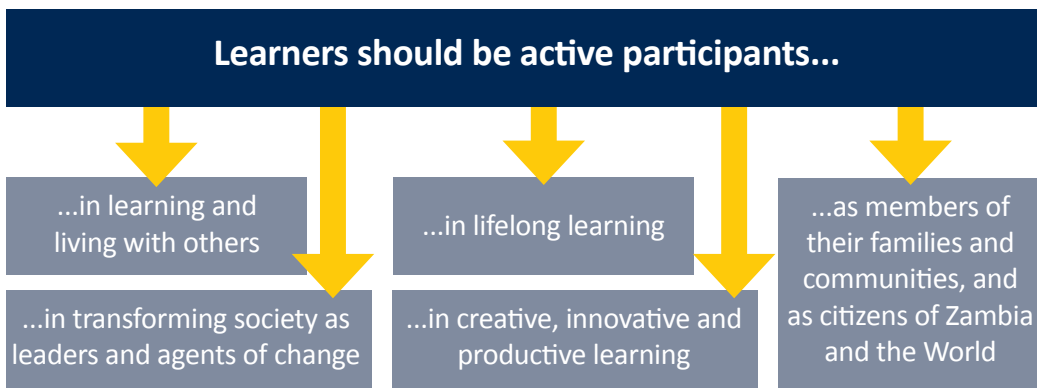 Learners should be active participants...
...in learning and
living with others
...in transforming society as
leaders and agents of change
...in lifelong learning
...in creative, innovative and
productive learning
...as members of
their families and
communities, and
as citizens of Zambia
and the World